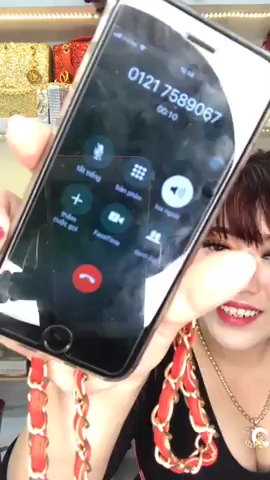 0121 7589067
00:10
tắt tiếng
bàn phím
loa ngoài
thêm
cuộc gọi
FaceTime